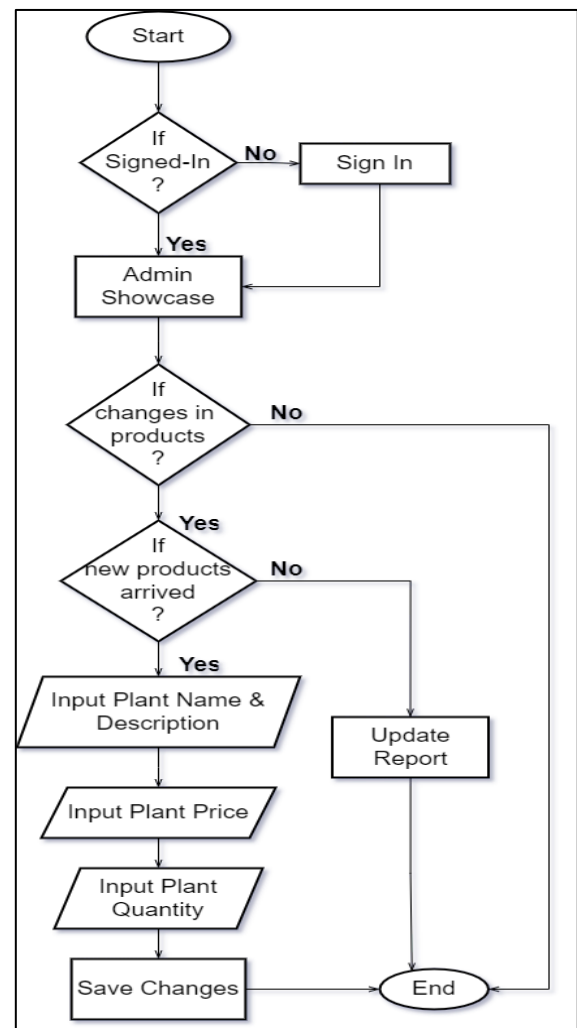 Start
If
Signed-In
?
No
Sign In
Yes
Admin
Showcase
If
changes in
products
?
No
Yes
If
new products
arrived
?
No
Yes
Input Plant Name &
Description
Update
Report
Input Plant Price
Input Plant
Quantity
Save Changes
End